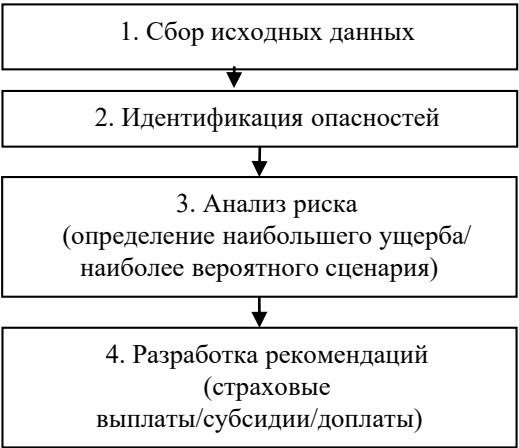 1. Сбор исходных данных
2. Идентификация опасностей
3. Анализ риска
(определение наибольшего ущерба/
наиболее вероятного сценария)
4. Разработка рекомендаций
(страховые
выплаты/субсидии/доплаты)